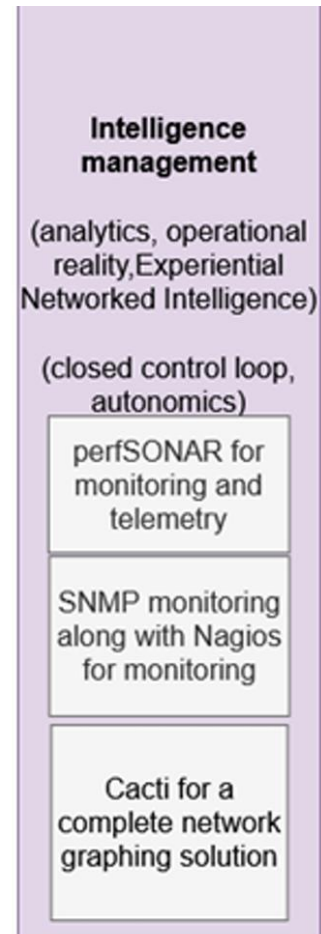 Intelligence
management
(analytics, operational
reality,Experiential
Networked Intelligence)
(closed control loop,
autonomics)
perfSONAR for
monitoring and
telemetry
SNMP monitoring
along with Nagios
for monitoring
Cacti for a
complete network
graphing solution